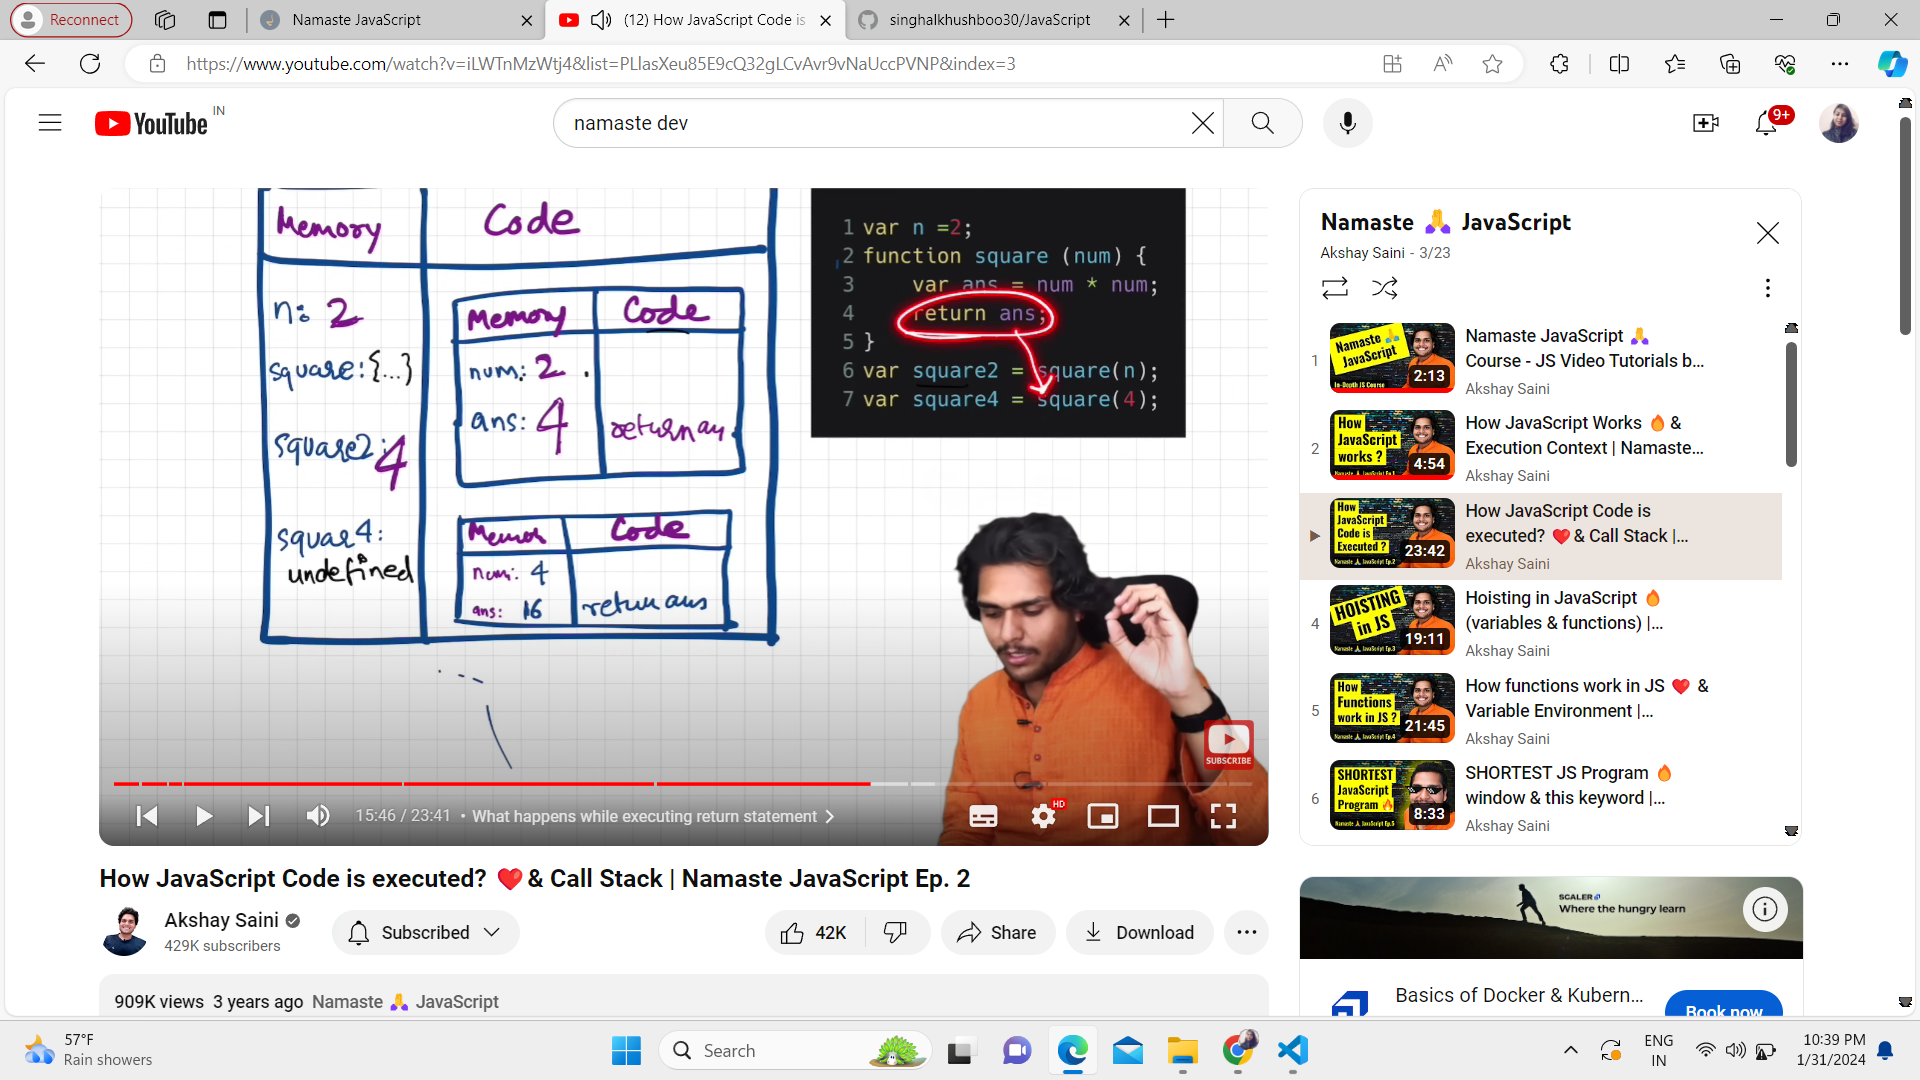 Reconnect
Namaste JavaScript
(12) How JavaScript Code is
singhalkhushboo30/JavaScript
https://www.youtube.com/watch?v=iLWTnMzWtj4&list=PLlasXeu85E9cQ32gLCvAvr9vNaUccPVNP&index=3
YouTube IN
namaste dev
9+
Memory Code
n: 2
square: {...}
square2: 4
squar4:
undefined
Memory Code
num: 2
ans: 4
return an
Code
num: 4
ans: 16
return ans
1 var n =2;
2 function square (num) {
3 var ans = num * num;
4 return ans;
5 }
6 var square2 = square(n);
7 var square4 = square(4);
SUBSCRIBE
15:46 / 23:41 • What happens while executing return statement
HD
How JavaScript Code is executed? ❤️& Call Stack | Namaste JavaScript Ep. 2
Akshay Saini
429K subscribers
Subscribed
42K
Share
Download
909K views 3 years ago Namaste 🙏 JavaScript
Namaste 🙏 JavaScript
Akshay Saini - 3/23
1
Namaste JavaScript
In-Depth JS Course
2:13
Namaste JavaScript 🙏
Course - JS Video Tutorials b...
Akshay Saini
2
How JavaScript works ?
4:54
How JavaScript Works 🔥 &
Execution Context | Namaste...
Akshay Saini
How JavaScript Code is Executed ?
23:42
How JavaScript Code is
executed? ❤️& Call Stack |...
Akshay Saini
4
HOISTING in JS
19:11
Hoisting in JavaScript 🔥
(variables & functions) |...
Akshay Saini
5
How Functions work in JS ?
21:45
How functions work in JS ❤️ &
Variable Environment |...
Akshay Saini
6
SHORTEST JavaScript Program 🔥
8:33
SHORTEST JS Program 🔥
window & this keyword |...
Akshay Saini
SCALER
Where the hungry learn
Basics of Docker & Kubern...
Book now
57°F
Rain showers
Search
ENG
IN
10:39 PM
1/31/2024